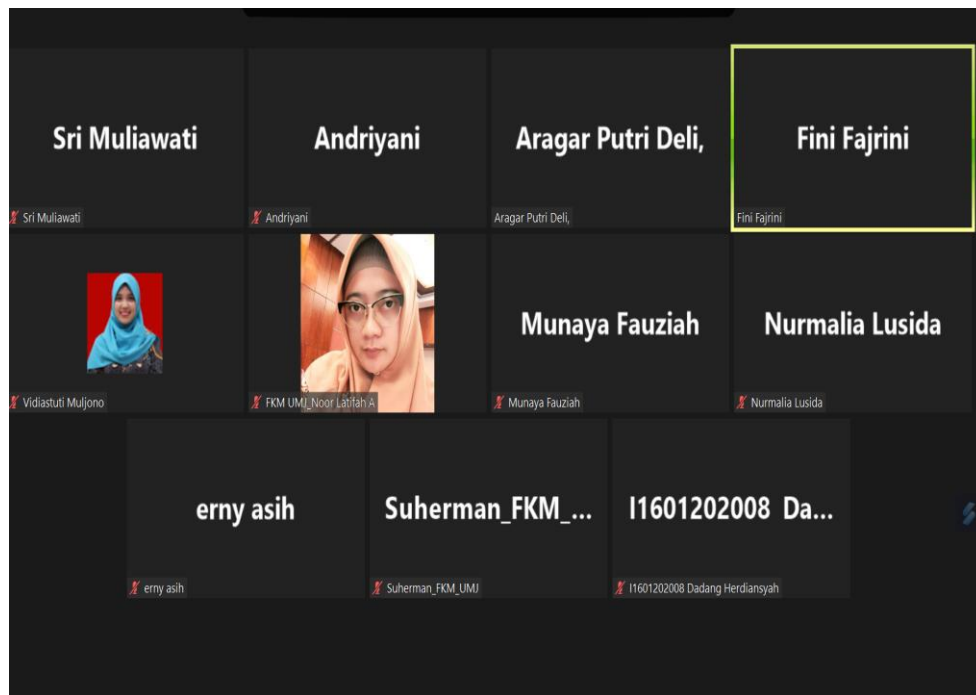 Sri Muliawati
Andriyani
Aragar Putri Deli,
Fini Fajrini
Sri Muliawati
Andriyani
Aragar Putri Deli,
Fini Fajrini
Munaya Fauziah
Nurmalia Lusida
Vidiastuti Muljono
FKM UMJ_Noor Latifah A
Munaya Fauziah
Nurmalia Lusida
erny asih
Suherman_FKM_...
I1601202008 Da...
erny asih
Suherman_FKM_UMJ
I1601202008 Dadang Herdiansyah